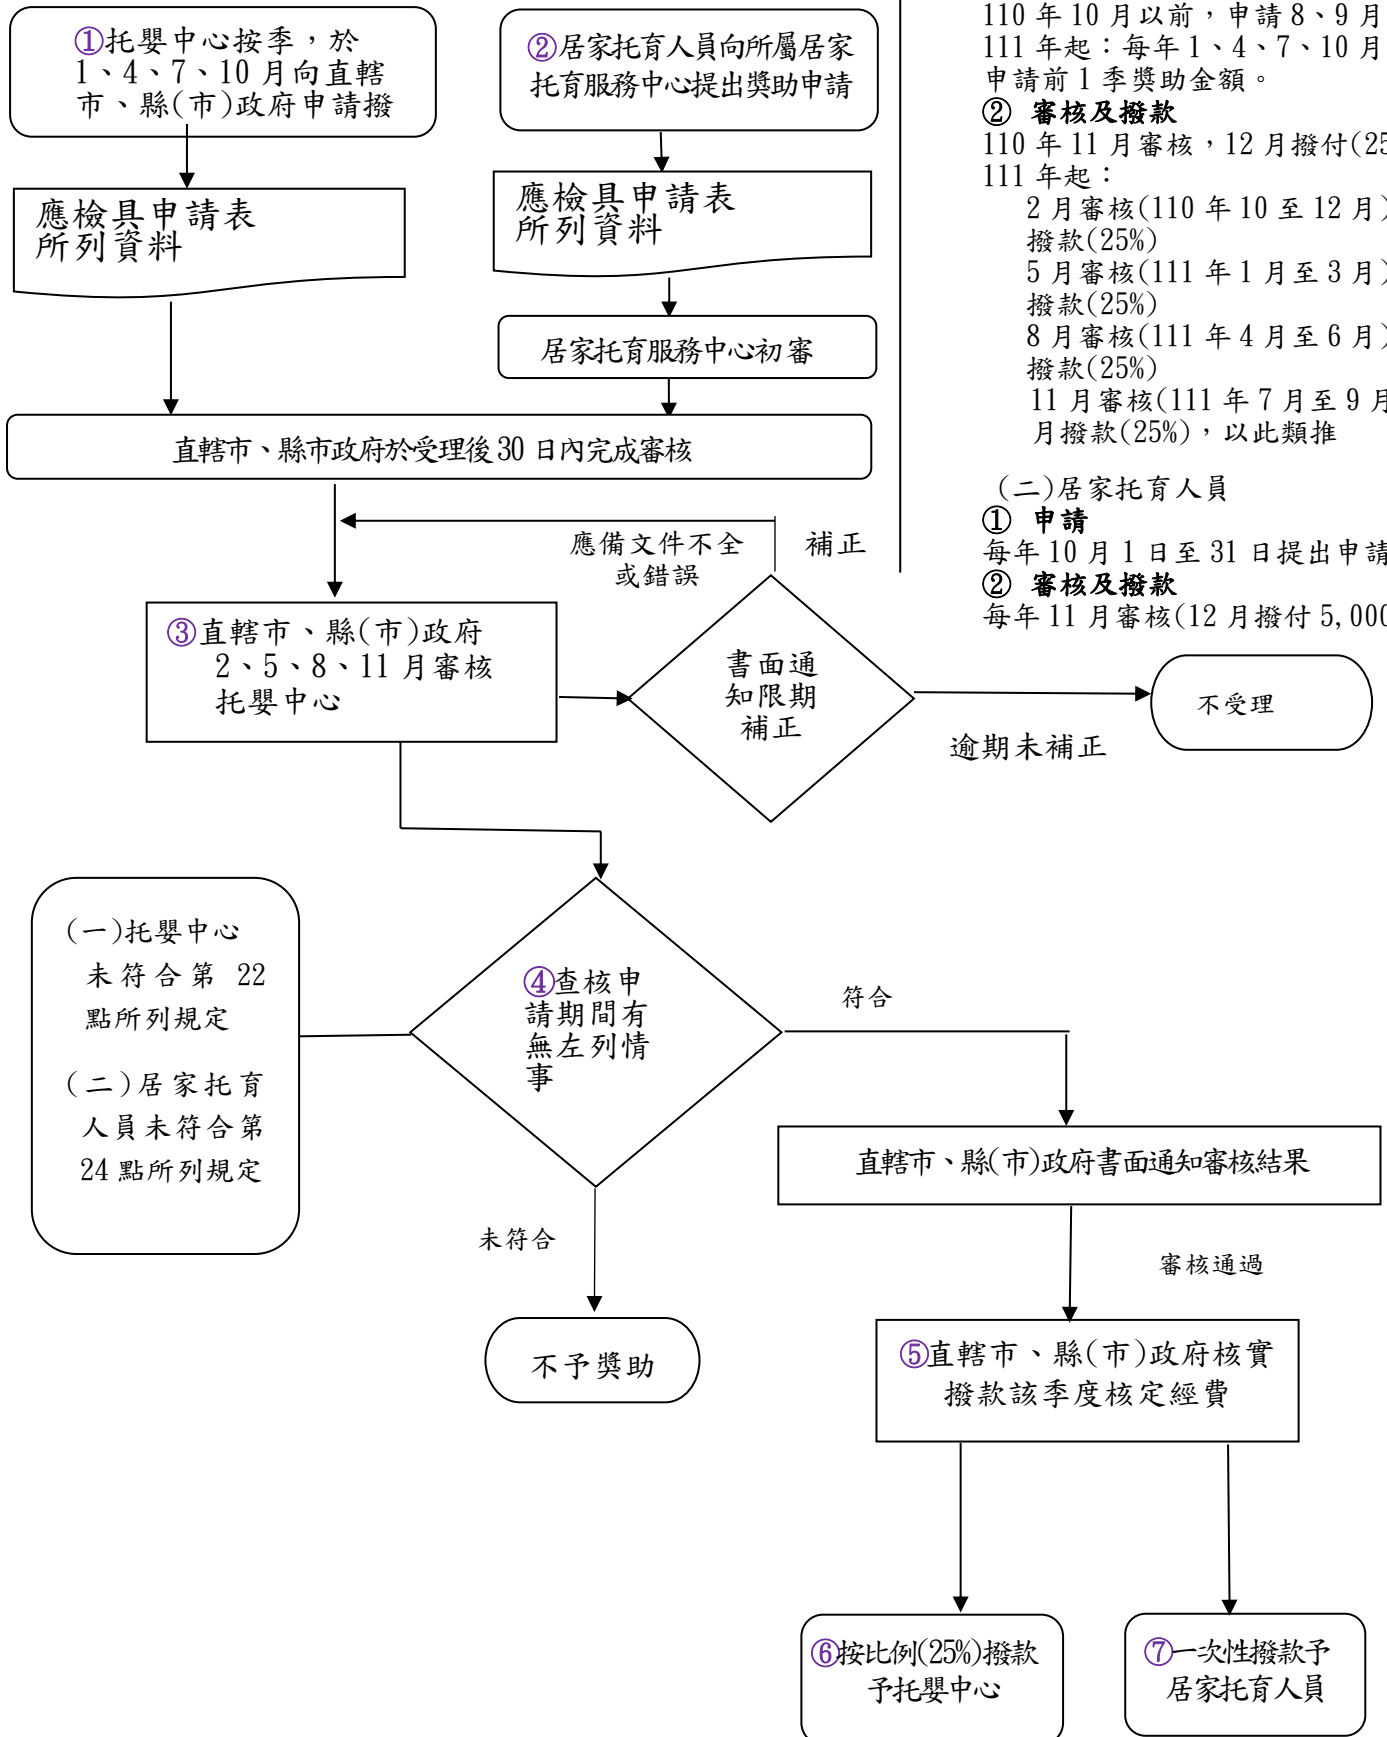 ①托嬰中心按季，於
1、4、7、10月向直轄
市、縣(市)政府申請撥
②居家托育人員向所屬居家
托育服務中心提出獎助申請
應檢具申請表
所列資料
應檢具申請表
所列資料
居家托育服務中心初審
直轄市、縣市政府於受理後30日內完成審核
110年10月以前，申請8、9月
111年起：每年1、4、7、10月
申請前1季獎助金額。
② 審核及撥款
110年11月審核，12月撥付(25
111年起：
2月審核(110年10至12月)
撥款(25%)
5月審核(111年1月至3月)
撥款(25%)
8月審核(111年4月至6月)
撥款(25%)
11月審核(111年7月至9月
月撥款(25%)，以此類推
(二)居家托育人員
① 申請
每年10月1日至31日提出申請
② 審核及撥款
每年11月審核(12月撥付5,000
應備文件不全
或錯誤
補正
③直轄市、縣(市)政府
2、5、8、11月審核
托嬰中心
書面通
知限期
補正
逾期未補正
不受理
(一)托嬰中心
未符合第 22
點所列規定
(二)居家托育
人員未符合第
24點所列規定
④查核申
請期間有
無左列情
事
符合
未符合
不予獎助
直轄市、縣(市)政府書面通知審核結果
審核通過
⑤直轄市、縣(市)政府核實
撥款該季度核定經費
⑥按比例(25%)撥款
予托嬰中心
⑦一次性撥款予
居家托育人員